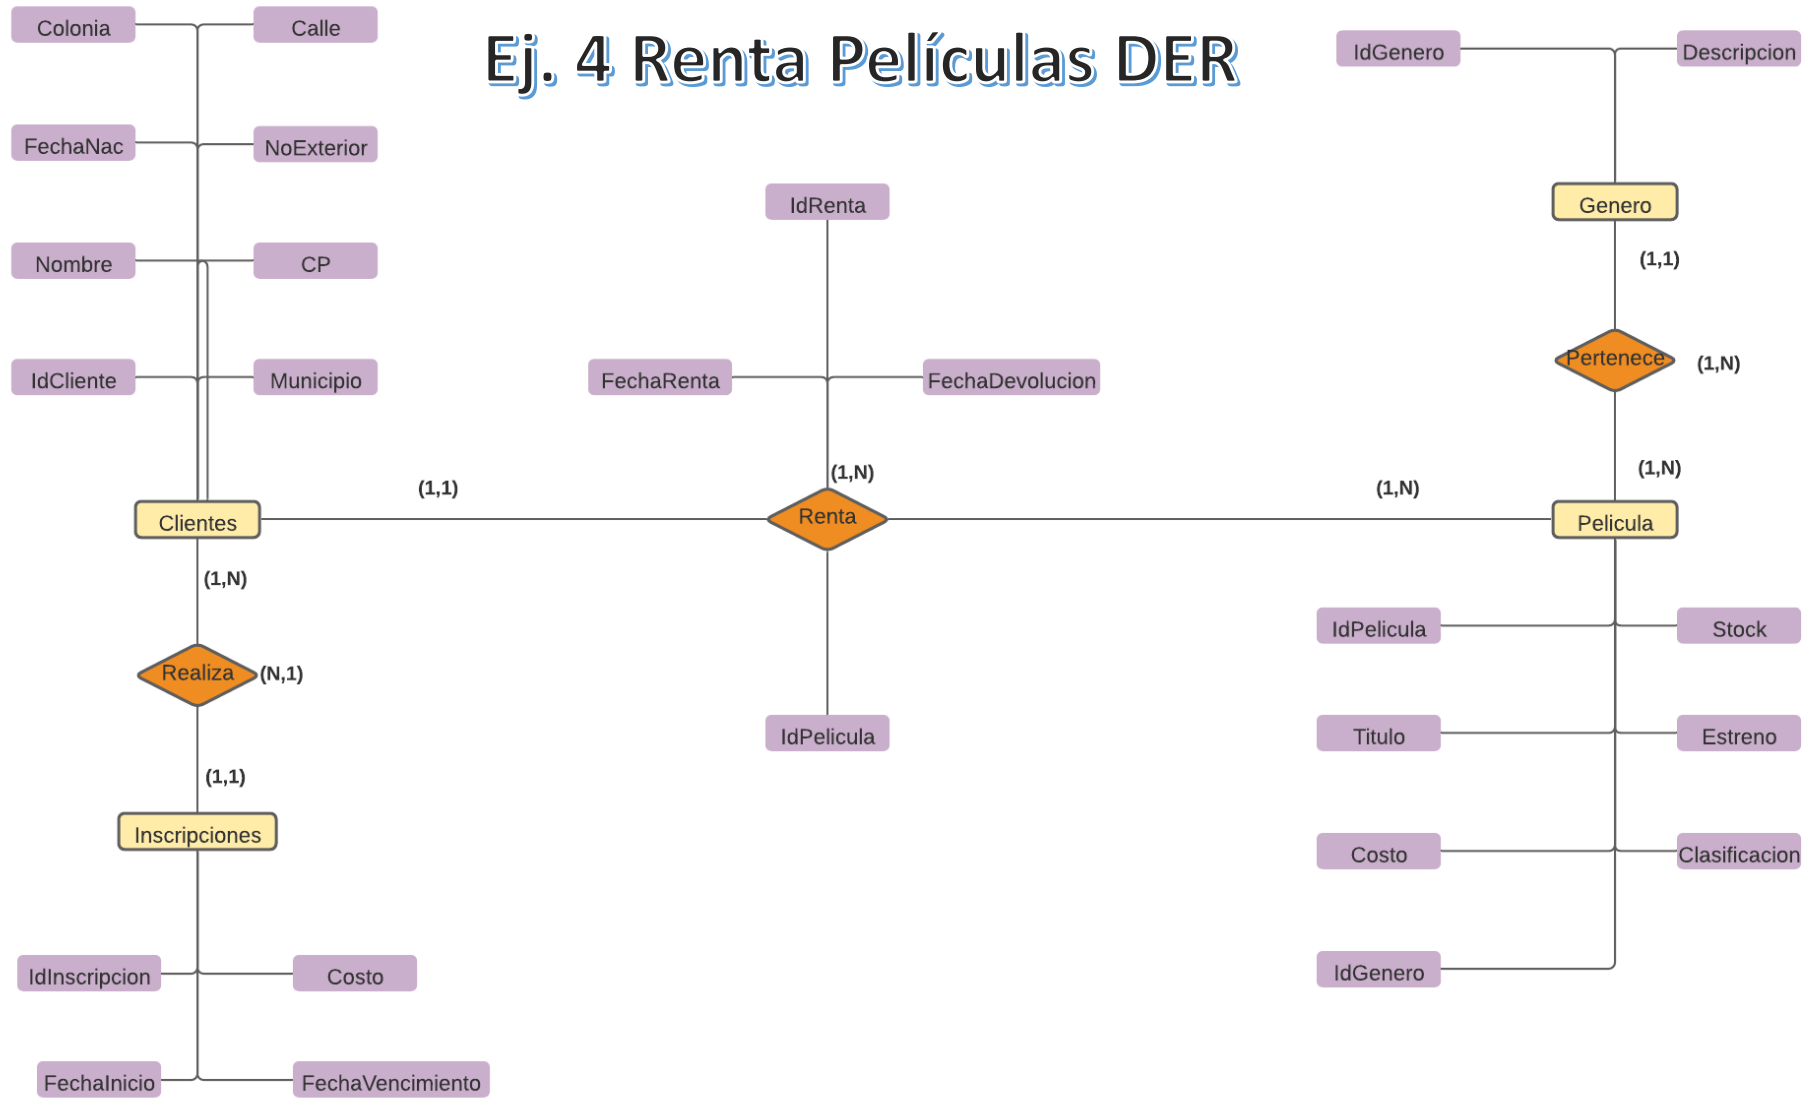 Ej. 4 Renta Películas DER
Colonia
Calle
FechaNac
NoExterior
Nombre
CP
IdCliente
Municipio
Clientes
(1,N)
Realiza
(N,1)
(1,1)
Inscripciones
IdInscripcion
Costo
FechaInicio
FechaVencimiento
(1,1)
IdRenta
FechaRenta
FechaDevolucion
(1,N)
Renta
IdPelicula
(1,N)
IdGenero
Descripcion
Genero
(1,1)
Pertenece
(1,N)
(1,N)
Pelicula
IdPelicula
Stock
Titulo
Estreno
Costo
Clasificacion
IdGenero